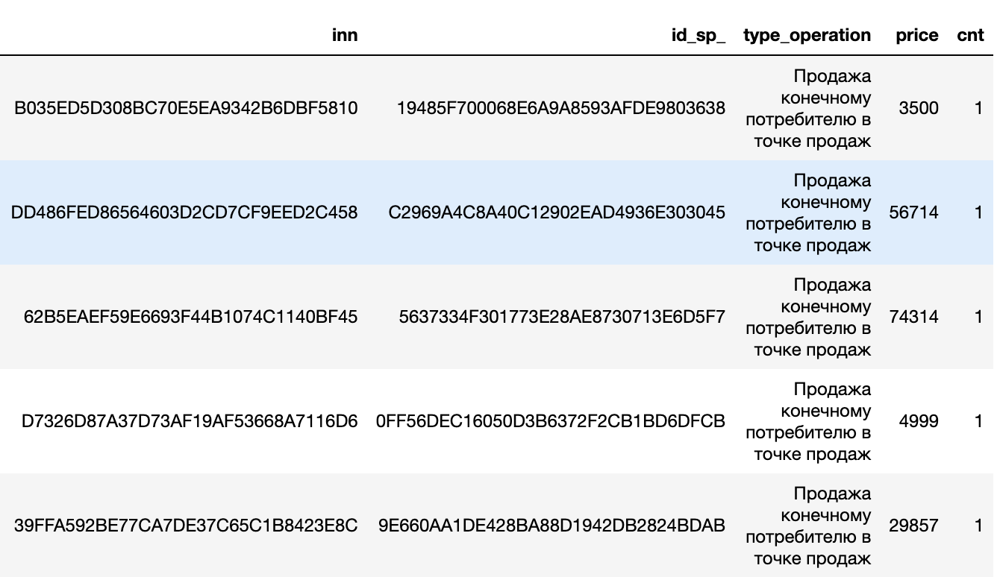 inn id_sp_ type_operation price cnt
Продажа
конечному
B035ED5D308BC70E5EA9342B6DBF5810 19485F700068E6A9A8593AFDE9803638 потребителю в 3500 1
точке продаж
Продажа
конечному
DD486FED86564603D2CD7CF9EED2C458 C2969A4C8A40C12902EAD4936E303045 потребителю в 56714 1
точке продаж
Продажа
конечному
62B5EAEF59E6693F44B1074C1140BF45 5637334F301773E28AE8730713E6D5F7 потребителю в 74314 1
точке продаж
Продажа
конечному
D7326D87A37D73AF19AF53668A7116D6 0FF56DEC16050D3B6372F2CB1BD6DFCB потребителю в 4999 1
точке продаж
Продажа
конечному
39FFA592BE77CA7DE37C65C1B8423E8C 9E660AA1DE428BA88D1942DB2824BDAB потребителю в 29857 1
точке продаж